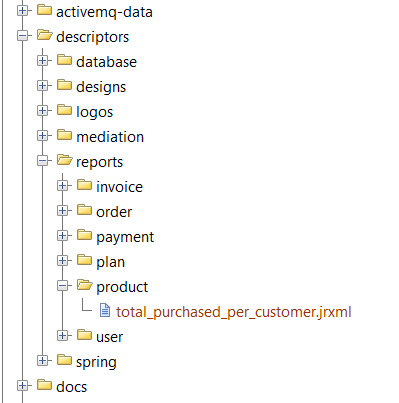 activemq-data
descriptors
database
designs
logos
mediation
reports
invoice
order
payment
plan
product
total_purchased_per_customer.jrxml
user
spring
docs